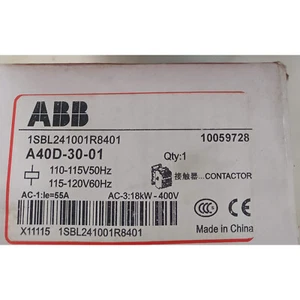 ABB
1SBL241001R8401 10059728
A40D-30-01 Qty:1
110-115V50Hz
115-120V60Hz 接触器...CONTACTOR
AC-1:Ie=55A AC-3:18kW-400V
X11115 1SBL241001R8401 Made in China